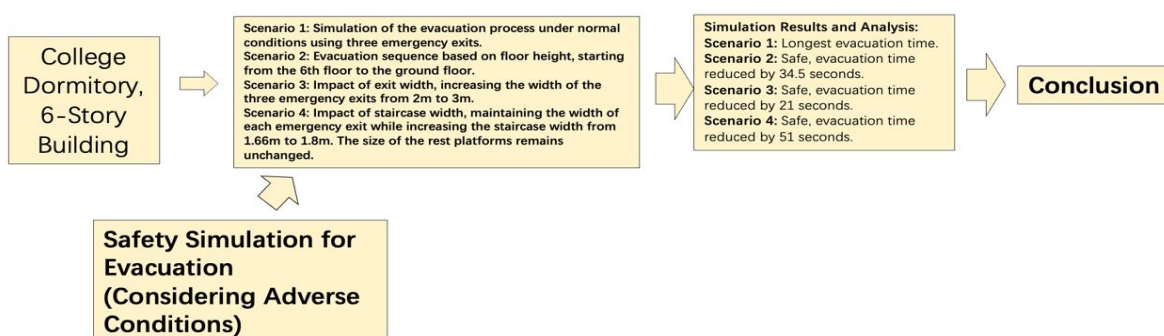 College
Dormitory,
6-Story
Building
Scenario 1: Simulation of the evacuation process under normal
conditions using three emergency exits.
Scenario 2: Evacuation sequence based on floor height, starting
from the 6th floor to the ground floor.
Scenario 3: Impact of exit width, increasing the width of the
three emergency exits from 2m to 3m.
Scenario 4: Impact of staircase width, maintaining the width of
each emergency exit while increasing the staircase width from
1.66m to 1.8m. The size of the rest platforms remains
unchanged.
Simulation Results and Analysis:
Scenario 1: Longest evacuation time.
Scenario 2: Safe, evacuation time
reduced by 34.5 seconds.
Scenario 3: Safe, evacuation time
reduced by 21 seconds.
Scenario 4: Safe, evacuation time
reduced by 51 seconds.
Conclusion
Safety Simulation for
Evacuation
(Considering Adverse
Conditions)